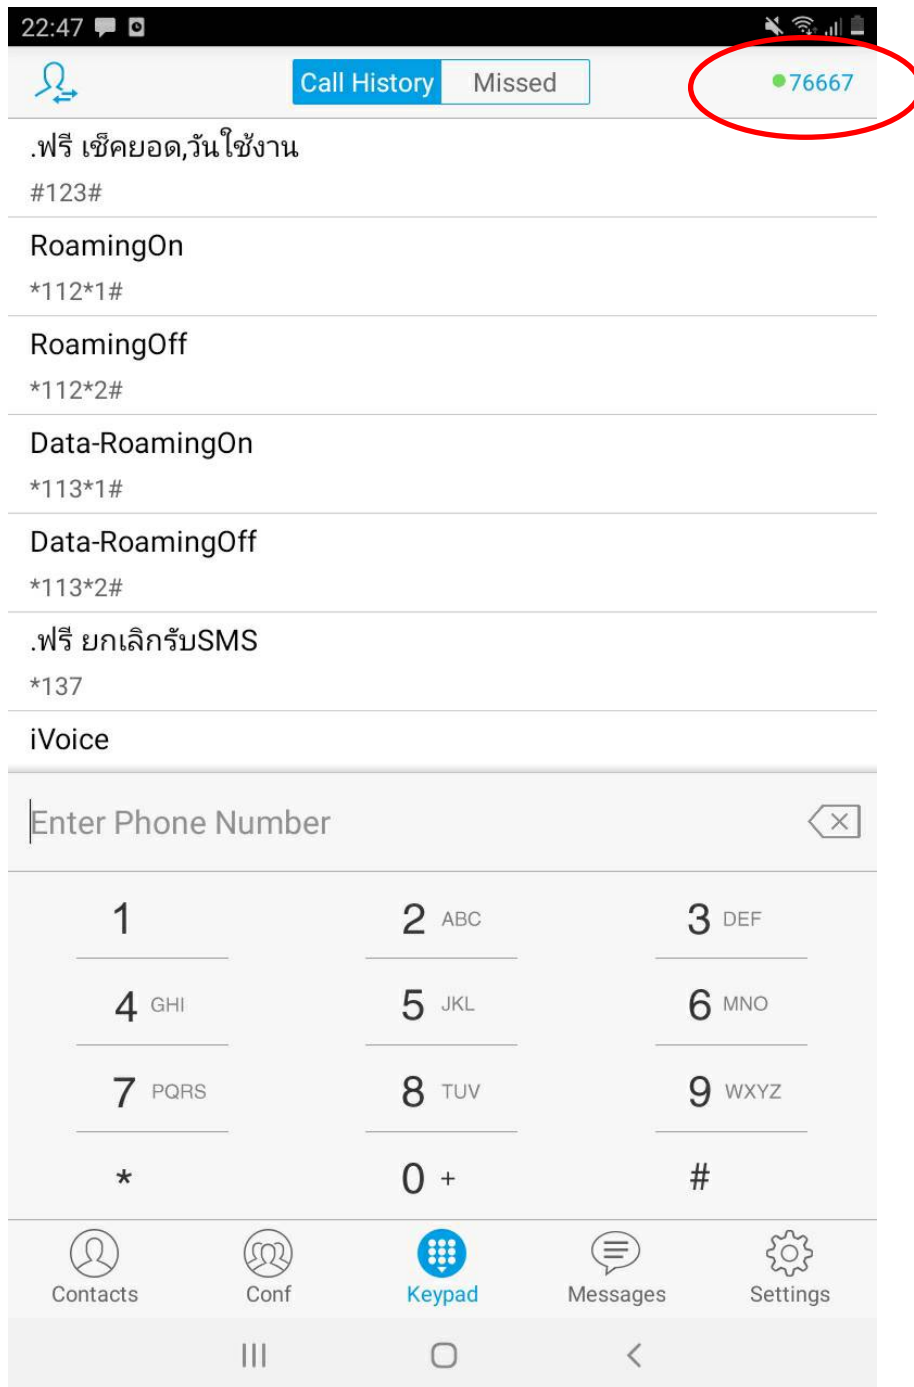 22:47
Call History Missed 76667
.ฟรี เช็คยอด,วันใช้งาน
#123#
RoamingOn
*112*1#
RoamingOff
*112*2#
Data-RoamingOn
*113*1#
Data-RoamingOff
*113*2#
.ฟรี ยกเลิกรับSMS
*137
iVoice
Enter Phone Number
1 2 ABC 3 DEF
4 GHI 5 JKL 6 MNO
7 PQRS 8 TUV 9 WXYZ
* 0 + #
Contacts Conf Keypad Messages Settings